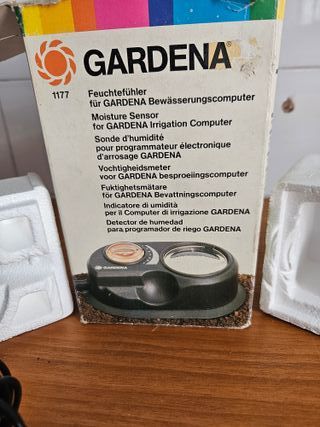 GARDENA®
1177
Feuchtefühler
für GARDENA Bewässerungscomputer
Moisture Sensor
for GARDENA Irrigation Computer
Sonde d'humidité
pour programmateur électronique
d'arrosage GARDENA
Vochtigheidsmeter
voor GARDENA besproeiingscomputer
Fuktighetsmätare
för GARDENA Bevattningscomputer
Indicatore di umidità
per il Computer di irrigazione GARDENA
Detector de humedad
para programador de riego GARDENA
GARDENA